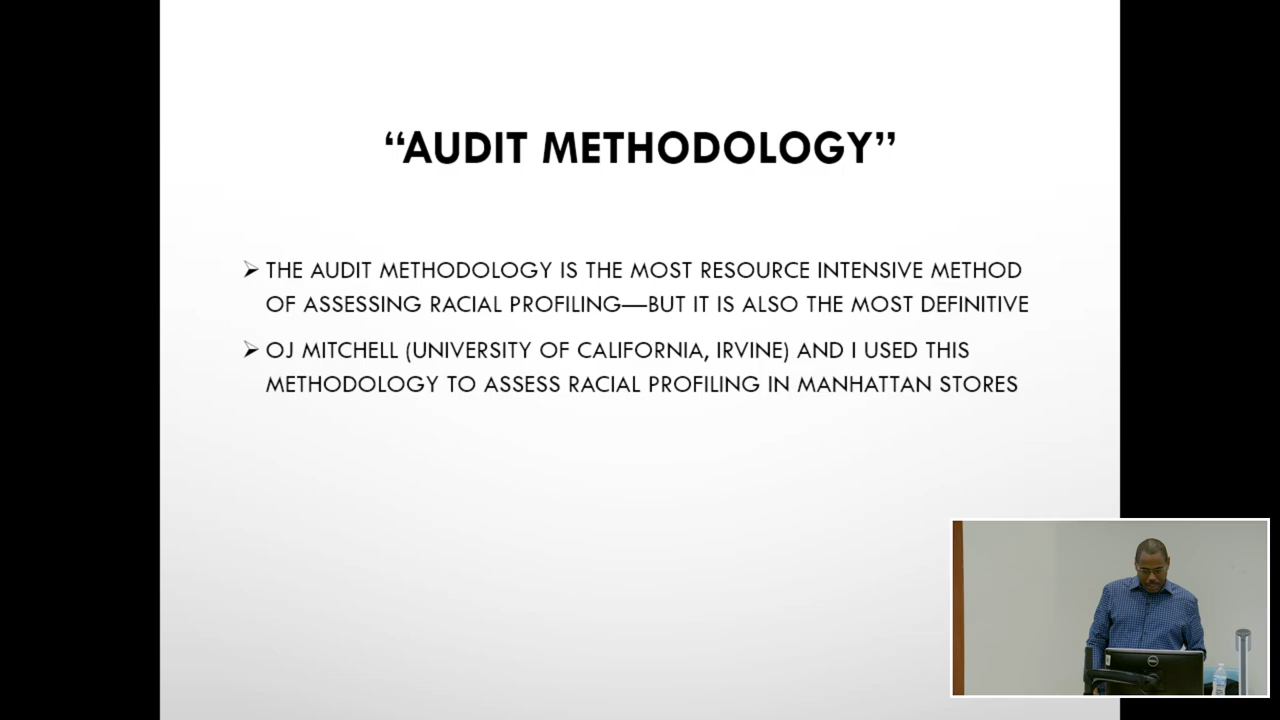 “AUDIT METHODOLOGY”
➢ THE AUDIT METHODOLOGY IS THE MOST RESOURCE INTENSIVE METHOD
OF ASSESSING RACIAL PROFILING—BUT IT IS ALSO THE MOST DEFINITIVE
➢ OJ MITCHELL (UNIVERSITY OF CALIFORNIA, IRVINE) AND I USED THIS
METHODOLOGY TO ASSESS RACIAL PROFILING IN MANHATTAN STORES
DELL